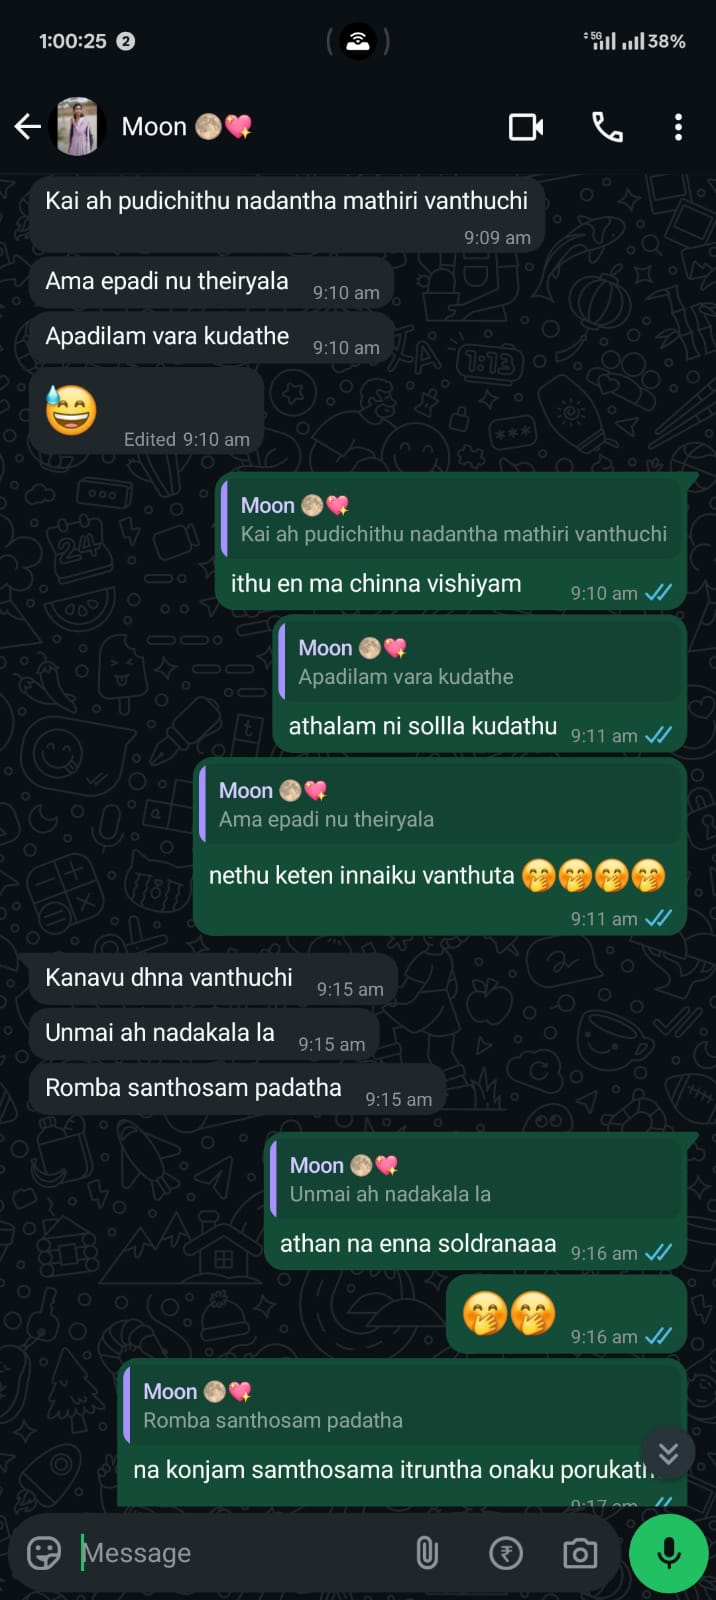 1:00:25 2 5G 38%
Moon 🌕💖
Kai ah pudichithu nadantha mathiri vanthuchi
9:09 am
Ama epadi nu theiryala 9:10 am
Apadilam vara kudathe 9:10 am
😅
Edited 9:10 am
Moon 🌕💖
Kai ah pudichithu nadantha mathiri vanthuchi
ithu en ma chinna vishiyam 9:10 am
Moon 🌕💖
Apadilam vara kudathe
athalam ni sollla kudathu 9:11 am
Moon 🌕💖
Ama epadi nu theiryala
nethu keten innaiku vanthuta 🤭🤭🤭🤭
9:11 am
Kanavu dhna vanthuchi 9:15 am
Unmai ah nadakala la 9:15 am
Romba santhosam padatha 9:15 am
Moon 🌕💖
Unmai ah nadakala la
athan na enna soldranaaa 9:16 am
🤭🤭 9:16 am
Moon 🌕💖
Romba santhosam padatha
na konjam samthosama itruntha onaku
9:17 am
Message